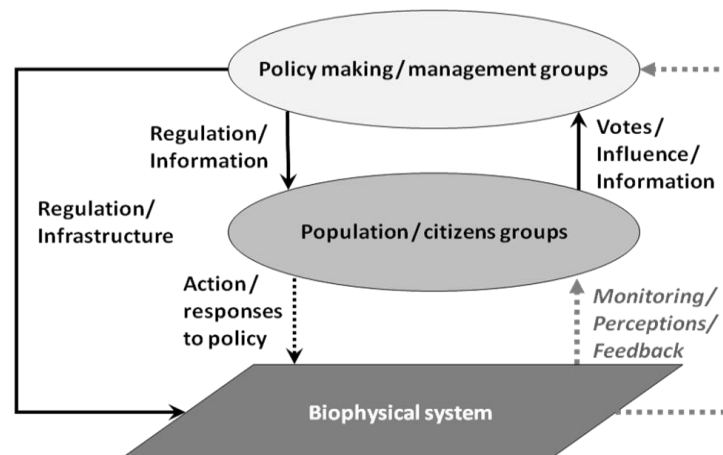 Policy making / management groups
Regulation/
Information
Votes/
Influence/
Information
Regulation/
Infrastructure
Population / citizens groups
Action/
responses
to policy
Monitoring/
Perceptions/
Feedback
Biophysical system